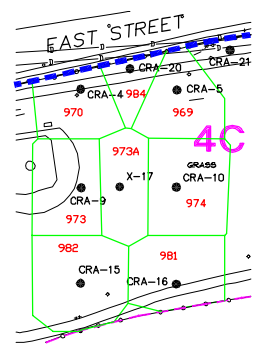 EAST STREET
CRA-21
CRA-20
CRA-4
984
CRA-5
970
969
4C
973A
GRASS
X-17
CRA-10
CRA-9
974
973
982
981
CRA-15
CRA-16